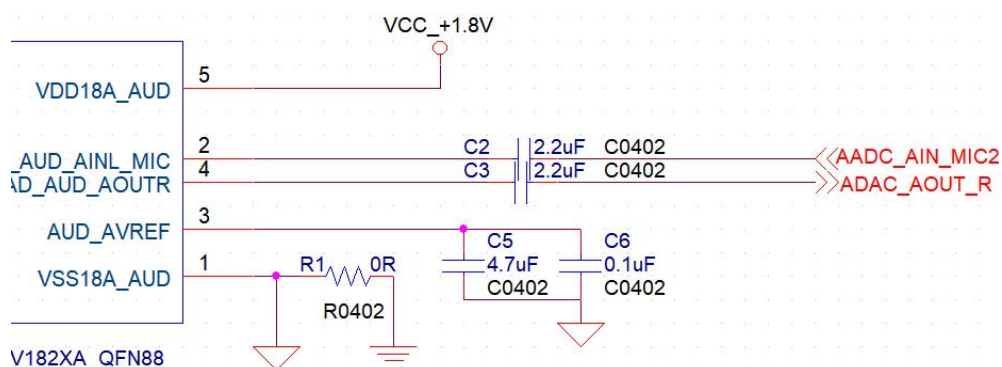 VCC_+1.8V
VDD18A_AUD 5
_AUD_AINL_MIC 2 C2 2.2uF C0402 AADC_AIN_MIC2
AD_AUD_AOUTR 4 C3 2.2uF C0402 ADAC_AOUT_R
AUD_AVREF 3
C5 C6
4.7uF 0.1uF
C0402 C0402
VSS18A_AUD 1 R1 0R
R0402
V182XA QFN88